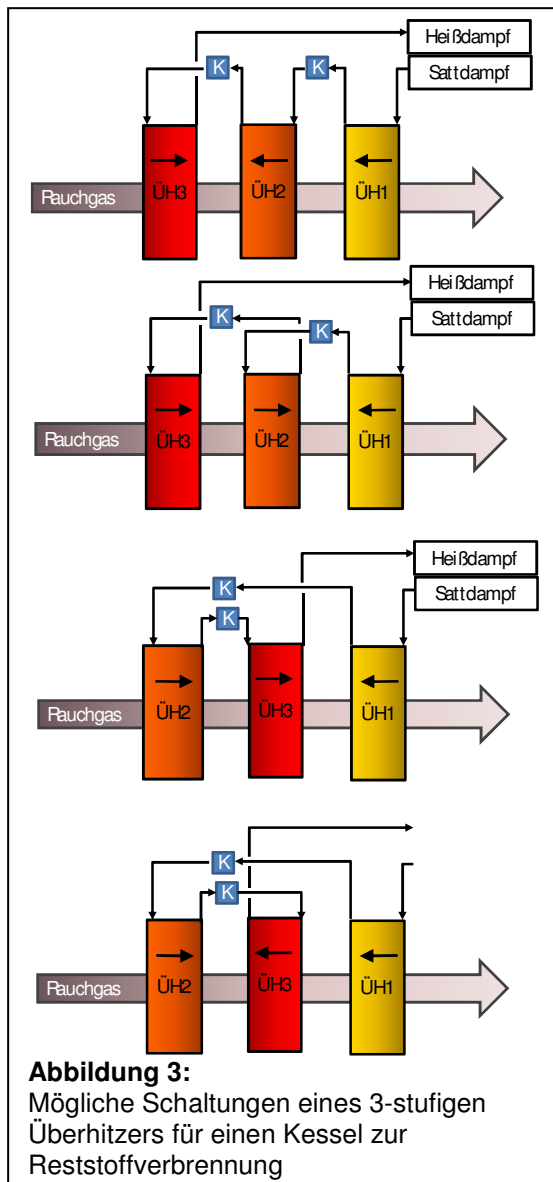 Heißdampf
K
K
Sattdampf
Rauchgas
ÜH3
ÜH2
ÜH1
Heißdampf
K
K
Sattdampf
Rauchgas
ÜH3
ÜH2
ÜH1
Heißdampf
K
Sattdampf
K
Rauchgas
ÜH2
ÜH3
ÜH1
K
K
Rauchgas
ÜH2
ÜH3
ÜH1
Abbildung 3:
Mögliche Schaltungen eines 3-stufigen
Überhitzers für einen Kessel zur
Reststoffverbrennung